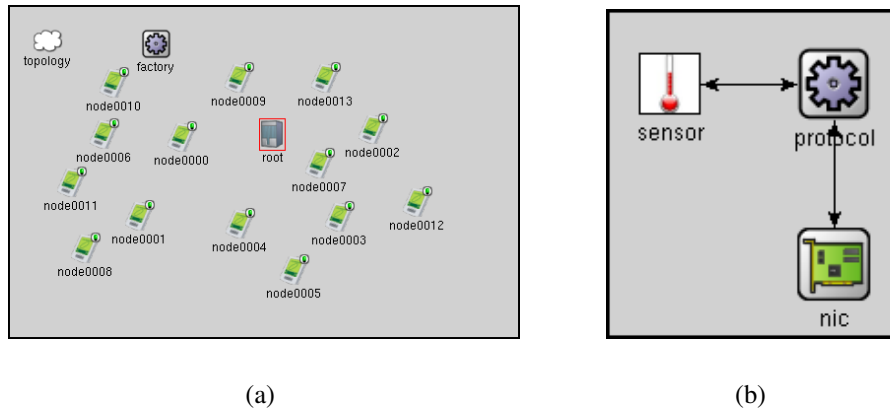 topology
factory
node0010
node0009
node0013
node0006
node0000
root
node0002
node0007
node0011
node0001
node0004
node0003
node0012
node0008
node0005
(a)
sensor
protocol
nic
(b)